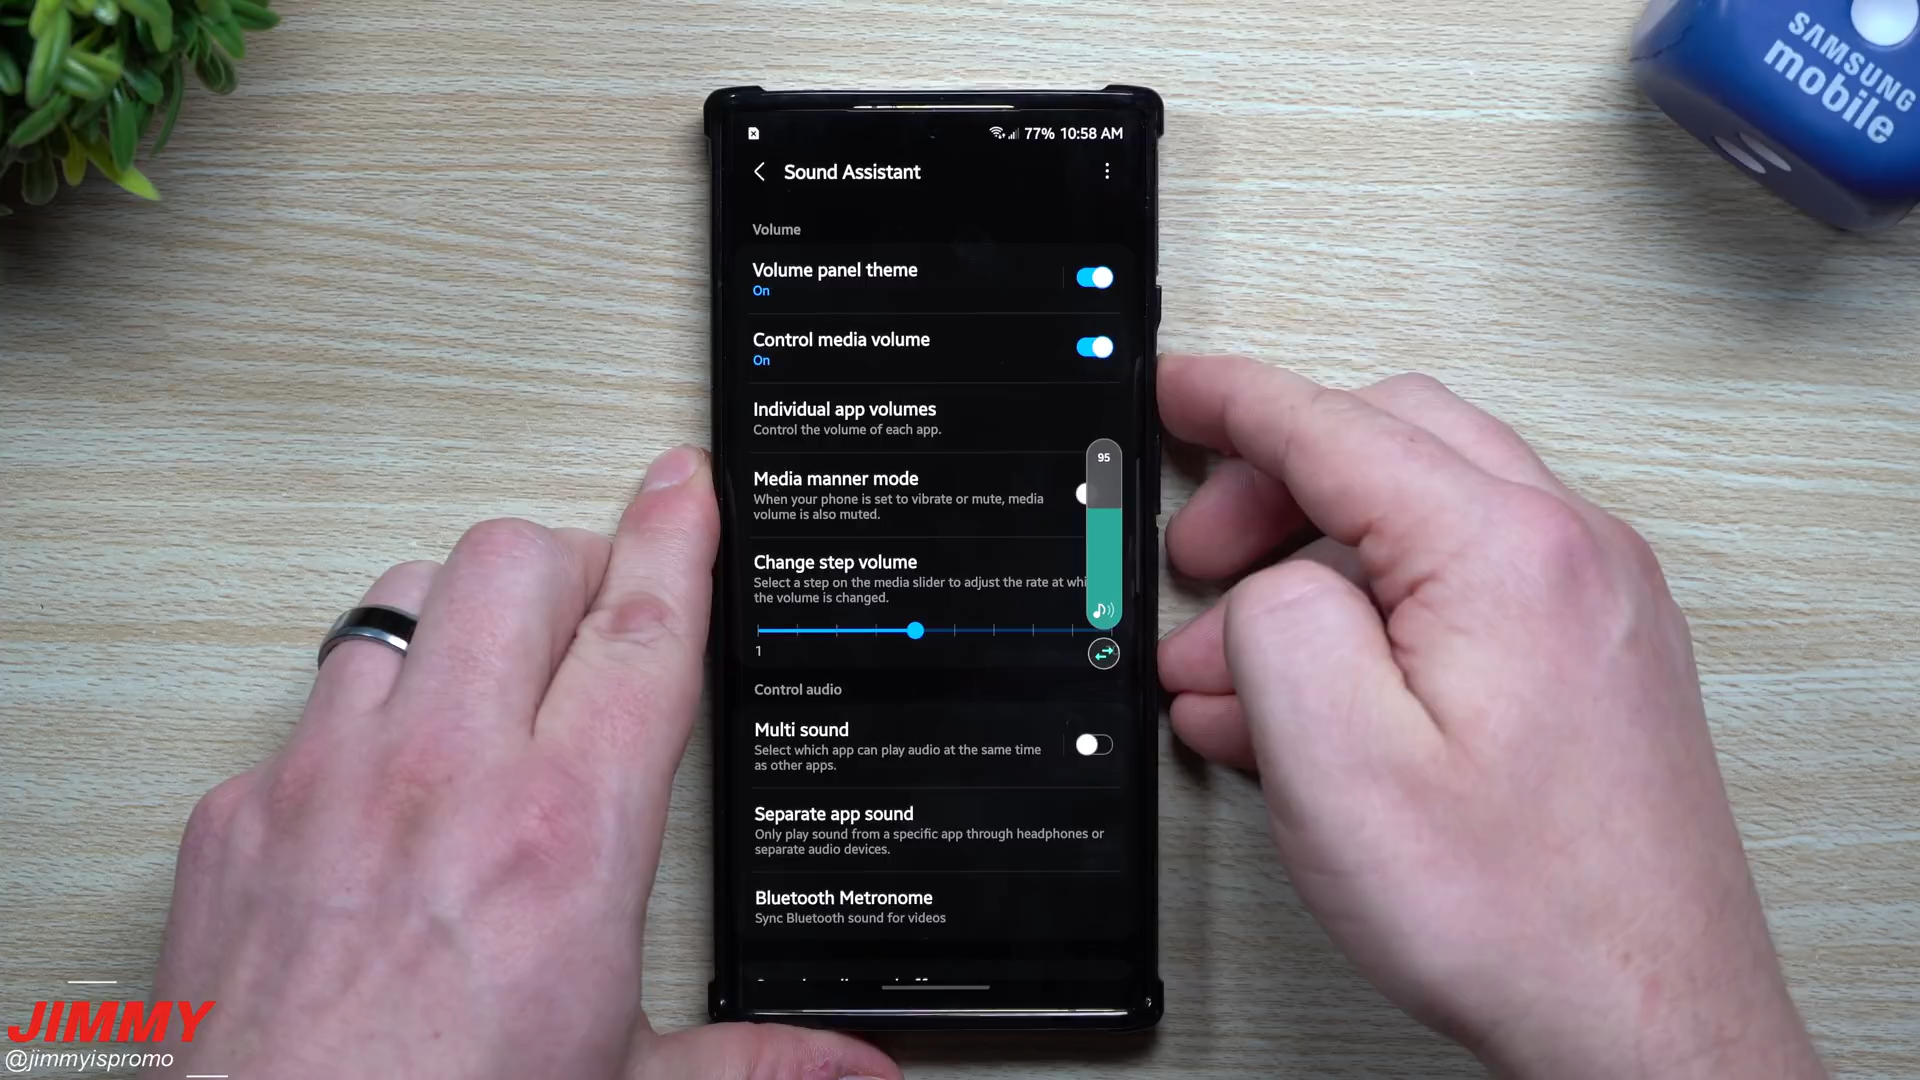 SAMSUNG
mobile
77% 10:58 AM
Sound Assistant
Volume
Volume panel theme
On
Control media volume
On
Individual app volumes
Control the volume of each app.
95
Media manner mode
When your phone is set to vibrate or mute, media
volume is also muted.
Change step volume
Select a step on the media slider to adjust the rate at whi
the volume is changed.
1
Control audio
Multi sound
Select which app can play audio at the same time
as other apps.
Separate app sound
Only play sound from a specific app through headphones or
separate audio devices.
Bluetooth Metronome
Sync Bluetooth sound for videos
JIMMY
@jimmyispromo